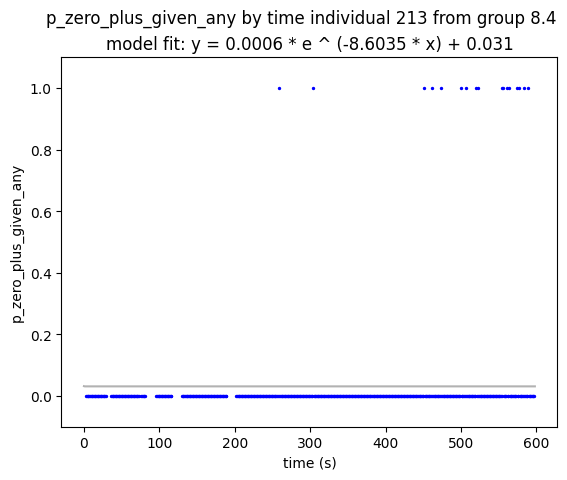 p_zero_plus_given_any by time individual 213 from group 8.4
model fit: y = 0.0006 * e ^ (-8.6035 * x) + 0.031
1.0
0.8
0.6
0.4
0.2
0.0
p_zero_plus_given_any
0 100 200 300 400 500 600
time (s)